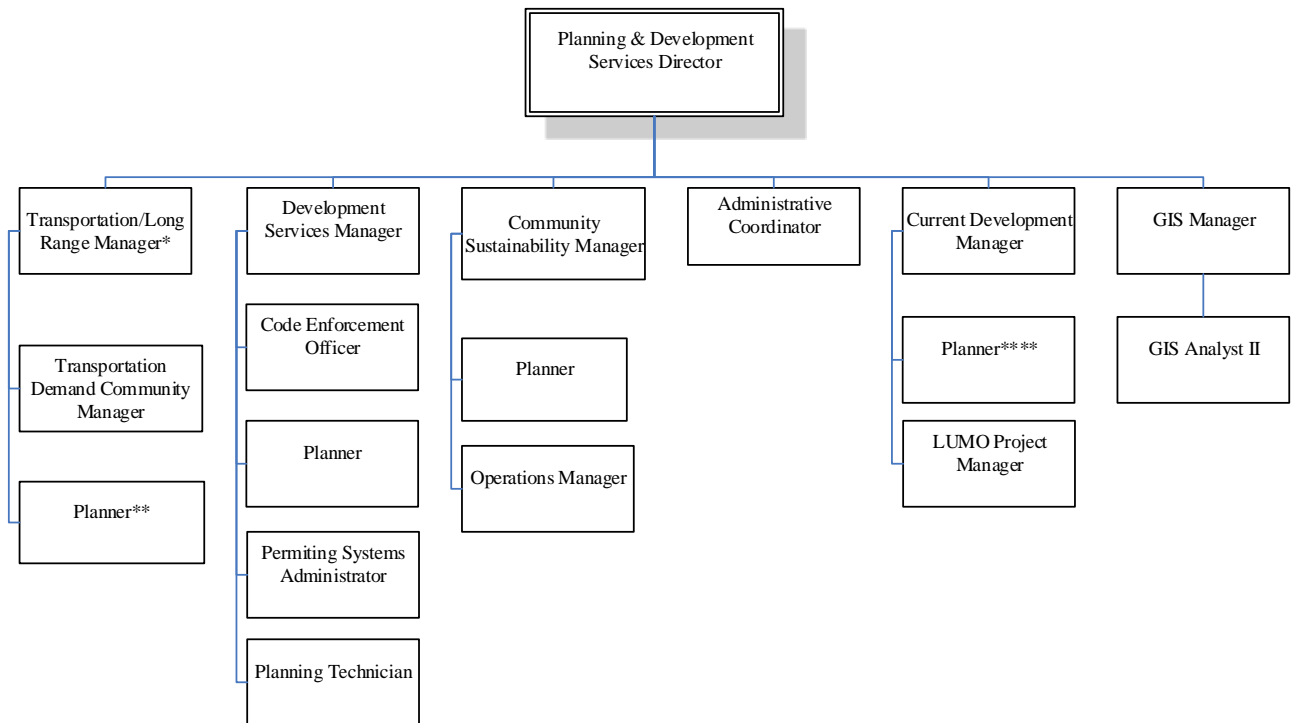 Planning & Development
Services Director
Transportation/Long
Range Manager*
Development
Services Manager
Community
Sustainability Manager
Administrative
Coordinator
Current Development
Manager
GIS Manager
Transportation
Demand Community
Manager
Planner**
Code Enforcement
Officer
Planner
Permiting Systems
Administrator
Planning Technician
Planner
Operations Manager
Planner****
LUMO Project
Manager
GIS Analyst II